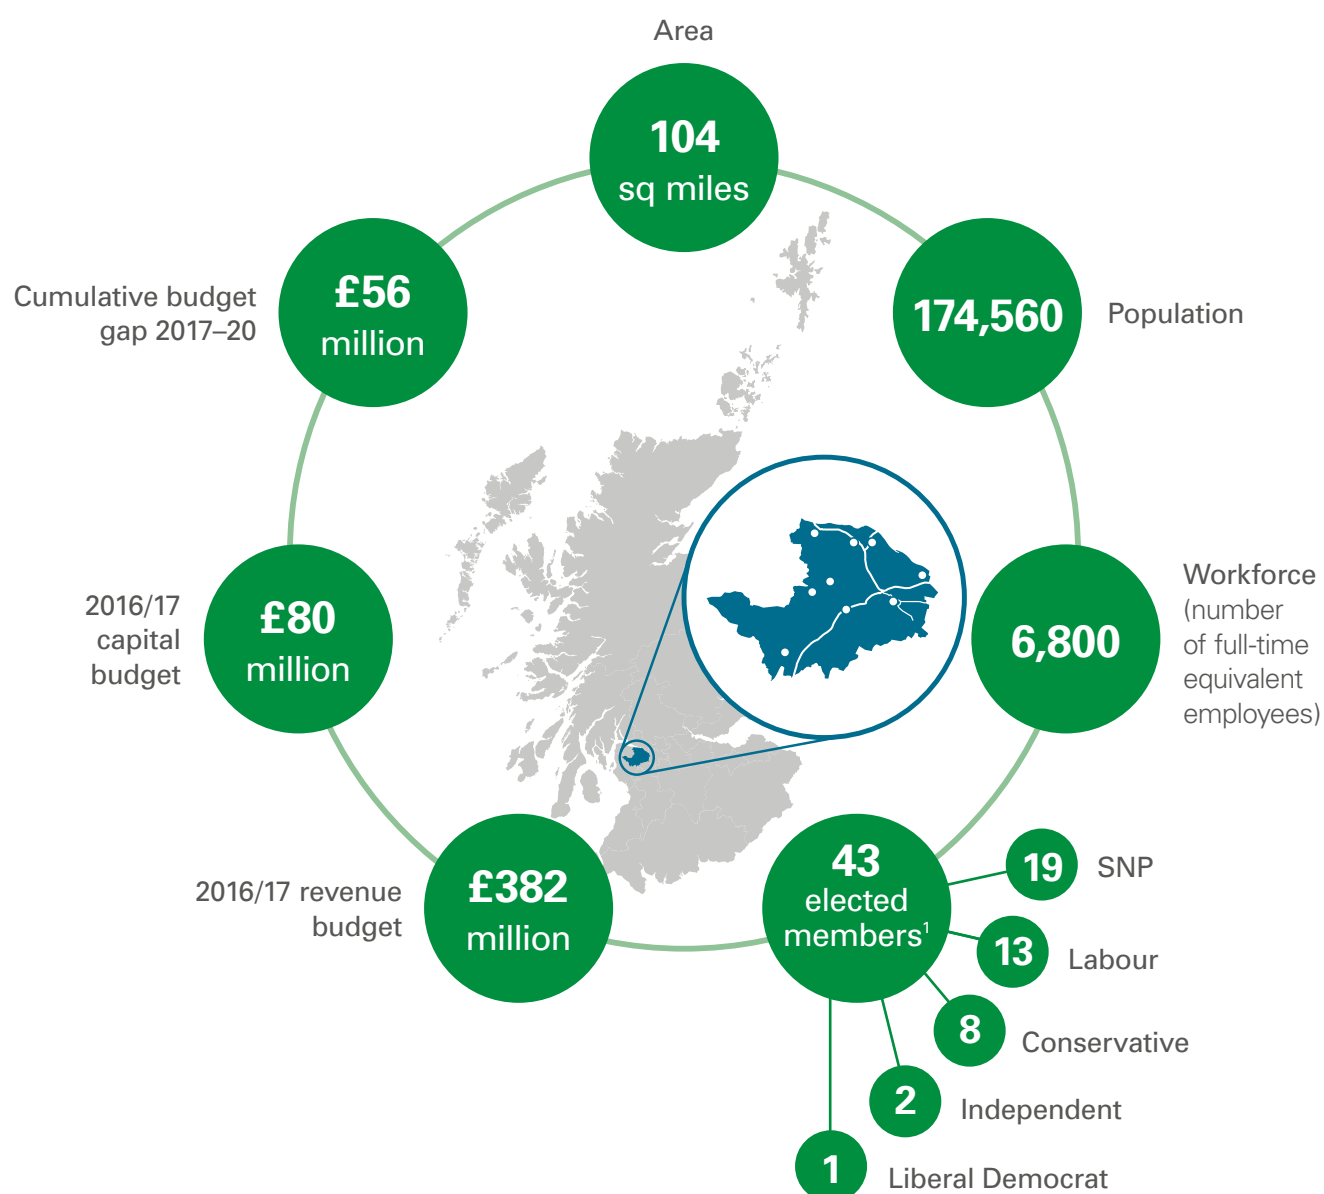 Area
104
sq miles
174,560
Population
6,800
Workforce
(number
of full-time
equivalent
employees)
43
elected
members¹
19
SNP
13
Labour
8
Conservative
2
Independent
1
Liberal Democrat
2016/17 revenue
budget
£382
million
2016/17
capital
budget
£80
million
Cumulative budget
gap 2017–20
£56
million